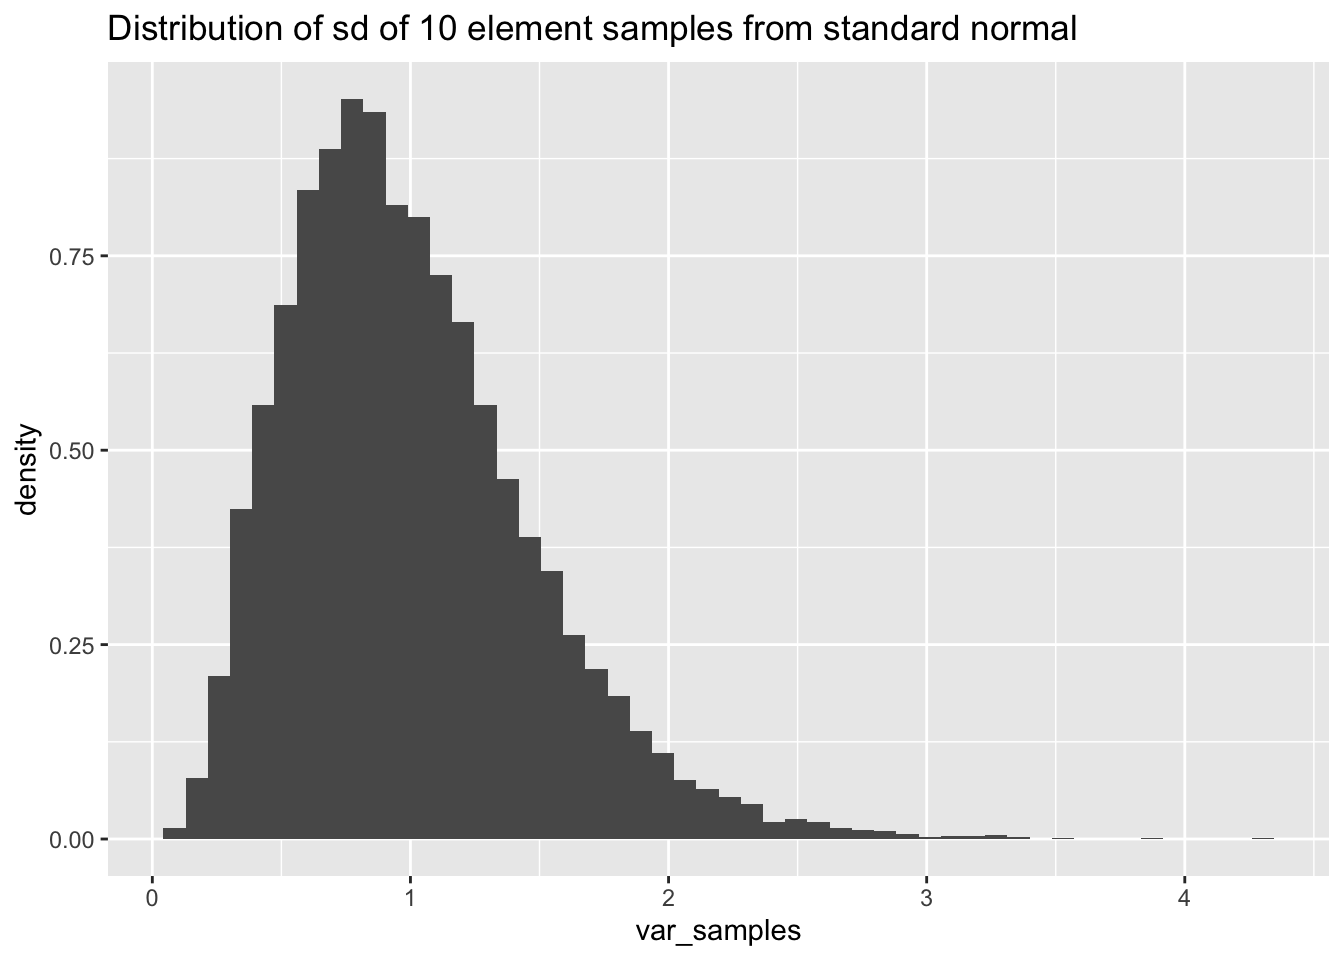 Distribution of sd of 10 element samples from standard normal
density
0.75
0.50
0.25
0.00
0 1 2 3 4
var_samples